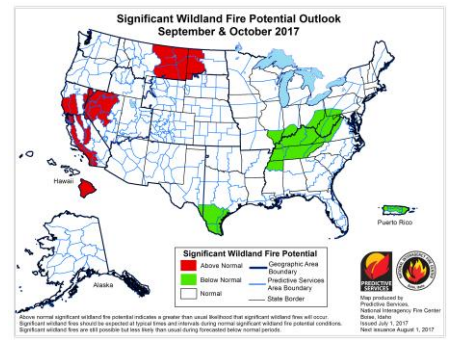 Significant Wildland Fire Potential Outlook
September & October 2017
Hawaii
Alaska
Puerto Rico
Significant Wildland Fire Potential
Above Normal
Below Normal
Normal
Geographic Area
Boundary
Predictive Services
Area Boundary
State Border
PREDICTIVE
SERVICES
Map produced by
Predictive Services,
National Interagency Fire Center
Boise, Idaho
Issued July 1, 2017
Next issuance August 1, 2017
Above normal significant wildland fire potential indicates a greater than usual likelihood that significant wildland fires will occur.
Significant wildland fires should be expected at typical times and intervals during normal significant wildland fire potential conditions.
Significant wildland fires are still possible but less likely than usual during forecasted below normal periods.